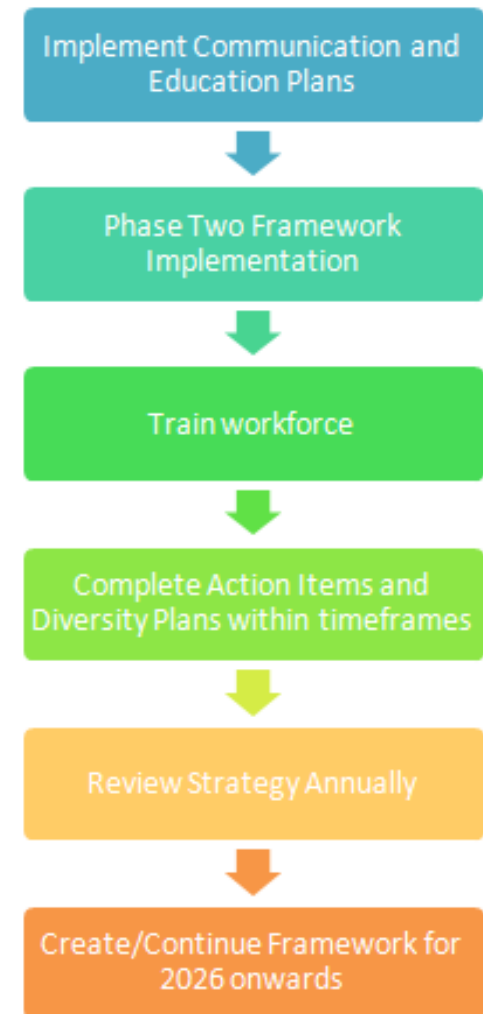 Implement Communication and
Education Plans
Phase Two Framework
Implementation
Train workforce
Complete Action Items and
Diversity Plans within timeframes
Review Strategy Annually
Create/Continue Framework for
2026 onwards